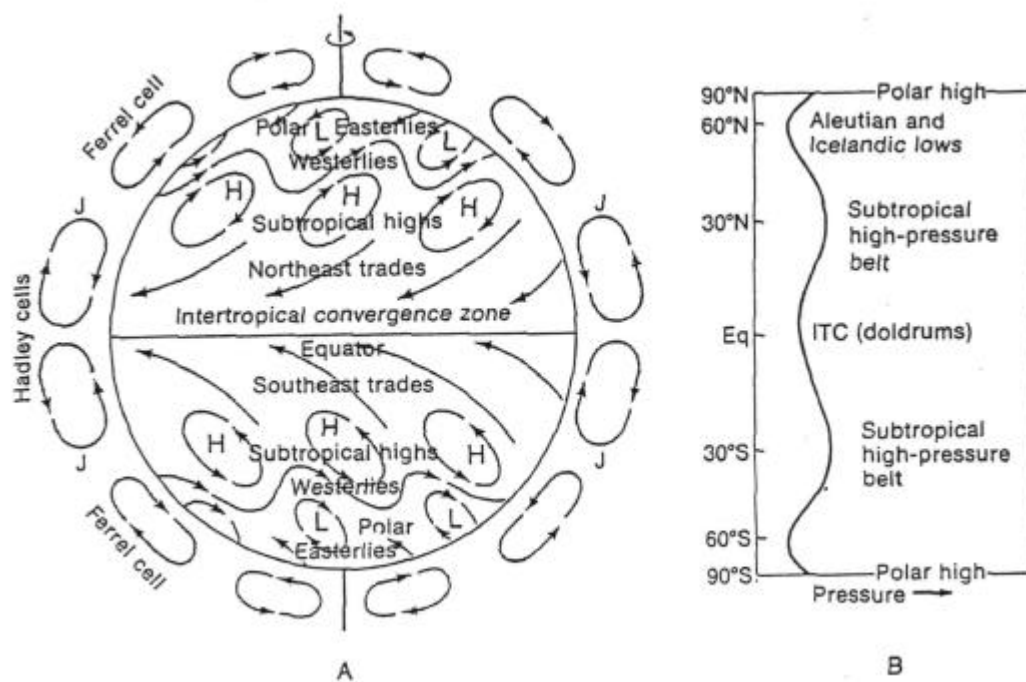 Ferrel cell
J
J
Hadley cells
J
J
Ferrel cell
Polar Easterlies
L
L
Westerlies
H
H
H
Subtropical highs
Northeast trades
Intertropical convergence zone
Equator
Southeast trades
H
H
H
Subtropical highs
Westerlies
L
L
Polar
Easterlies
A
90°N
Polar high
60°N
Aleutian and
Icelandic lows
30°N
Subtropical
high-pressure
belt
Eq
ITC (doldrums)
30°S
Subtropical
high-pressure
belt
60°S
90°S
Polar high
Pressure
B